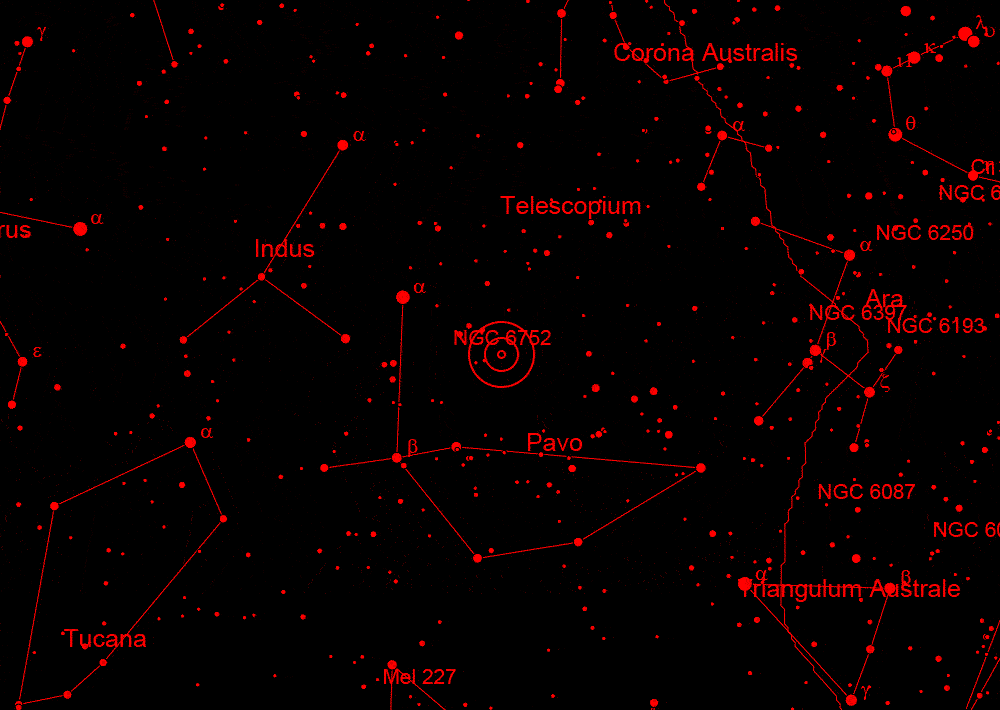 γ
λ
υ
Corona Australis
κ
ι1
α
θ
α
η
NGC 6
α
Telescopium
rus
NGC 6250
Indus
α
α
Ara
NGC 6397
NGC 6193
NGC 6752
β
ε
ζ
α
β
Pavo
NGC 6087
NGC 60
α
β
Triangulum Australe
Tucana
Mel 227
γ